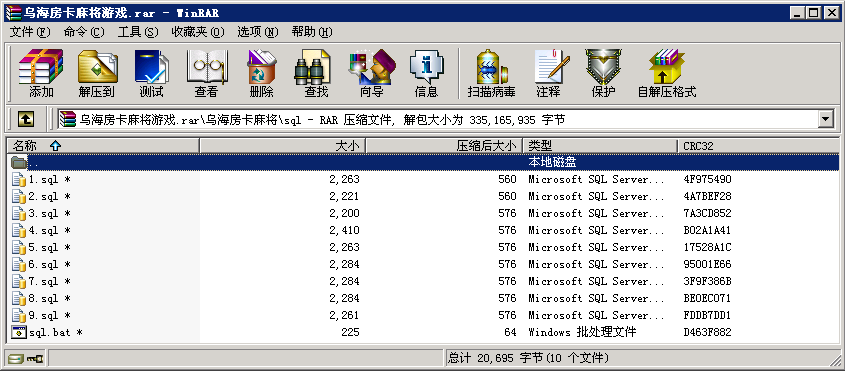 乌海房卡麻将游戏.rar - WinRAR
文件(F) 命令(C) 工具(S) 收藏夹(O) 选项(N) 帮助(H)
添加 解压到 测试 查看 删除 查找 向导 信息 扫描病毒 注释 保护 自解压格式
乌海房卡麻将游戏.rar\乌海房卡麻将\sql - RAR 压缩文件, 解包大小为 335,165,935 字节
名称 大小 压缩后大小 类型 CRC32
.. 本地磁盘
1.sql * 2,263 560 Microsoft SQL Server... 4F975490
2.sql * 2,221 560 Microsoft SQL Server... 4A7BEF28
3.sql * 2,200 576 Microsoft SQL Server... 7A3CD852
4.sql * 2,410 576 Microsoft SQL Server... B02A1A41
5.sql * 2,263 576 Microsoft SQL Server... 17528A1C
6.sql * 2,284 576 Microsoft SQL Server... 95001E66
7.sql * 2,284 576 Microsoft SQL Server... 3F9F386B
8.sql * 2,284 576 Microsoft SQL Server... BE0EC071
9.sql * 2,261 576 Microsoft SQL Server... FDDB7DD1
sql.bat * 225 64 Windows 批处理文件 D463F882
总计 20,695 字节(10 个文件)